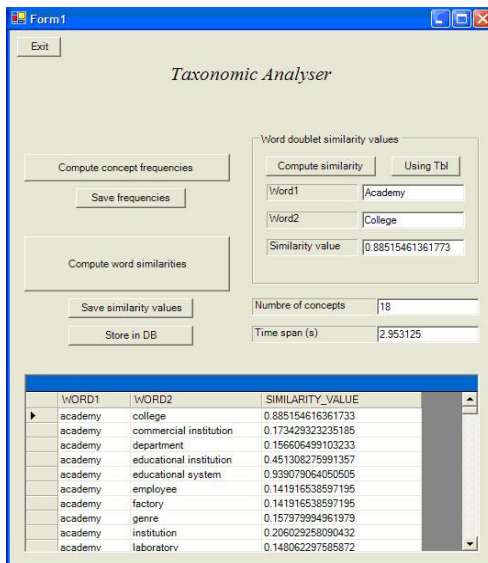 Form1
Exit
Taxonomic Analyser
Word doublet similarity values
Compute concept frequencies
Compute similarity
Using Tbl
Save frequencies
Word1
Academy
Word2
College
Compute word similarities
Similarity value
0.88515461361773
Save similarity values
Numbre of concepts
18
Store in DB
Time span (s)
2.953125
WORD1 WORD2 SIMILARITY_VALUE
academy college 0.885154616361733
academy commercial institution 0.173429323235185
academy department 0.156606499103233
academy educational institution 0.451308275991357
academy educational system 0.939079064050505
academy employee 0.141916538597195
academy factory 0.141916538597195
academy genre 0.157979994961979
academy institution 0.206029258090432
academy laboratory 0.148062297585872